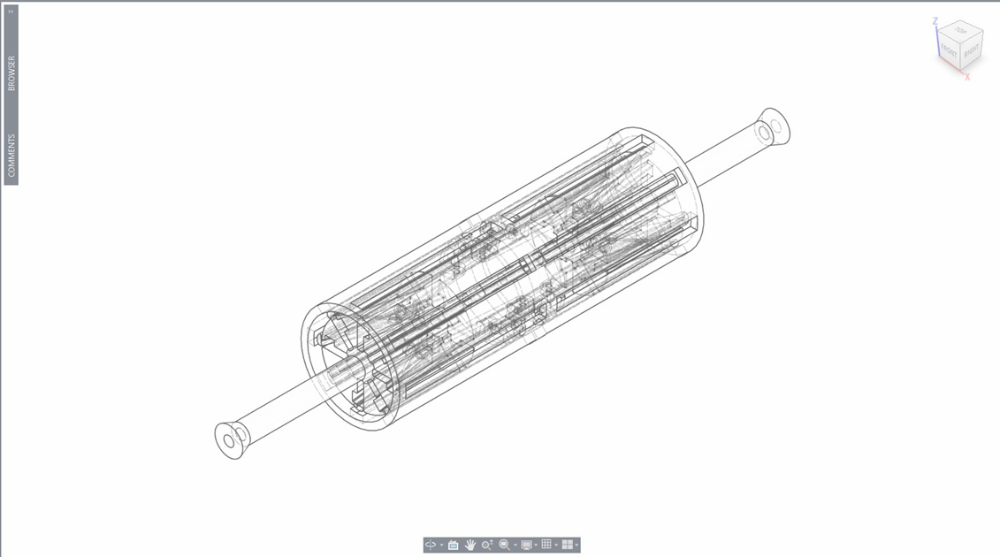 BROWSER
COMMENTS
Z
TOP
FRONT
RIGHT
X